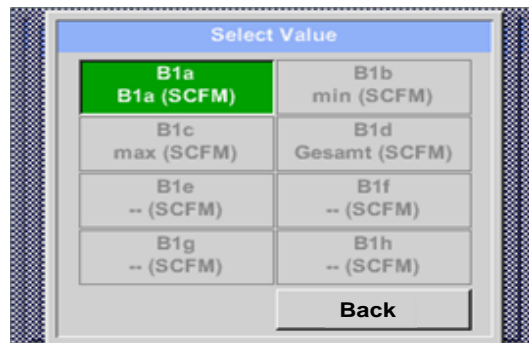 Select Value
B1a
B1a (SCFM)
B1b
min (SCFM)
B1c
max (SCFM)
B1d
Gesamt (SCFM)
B1e
-- (SCFM)
B1f
-- (SCFM)
B1g
-- (SCFM)
B1h
-- (SCFM)
Back